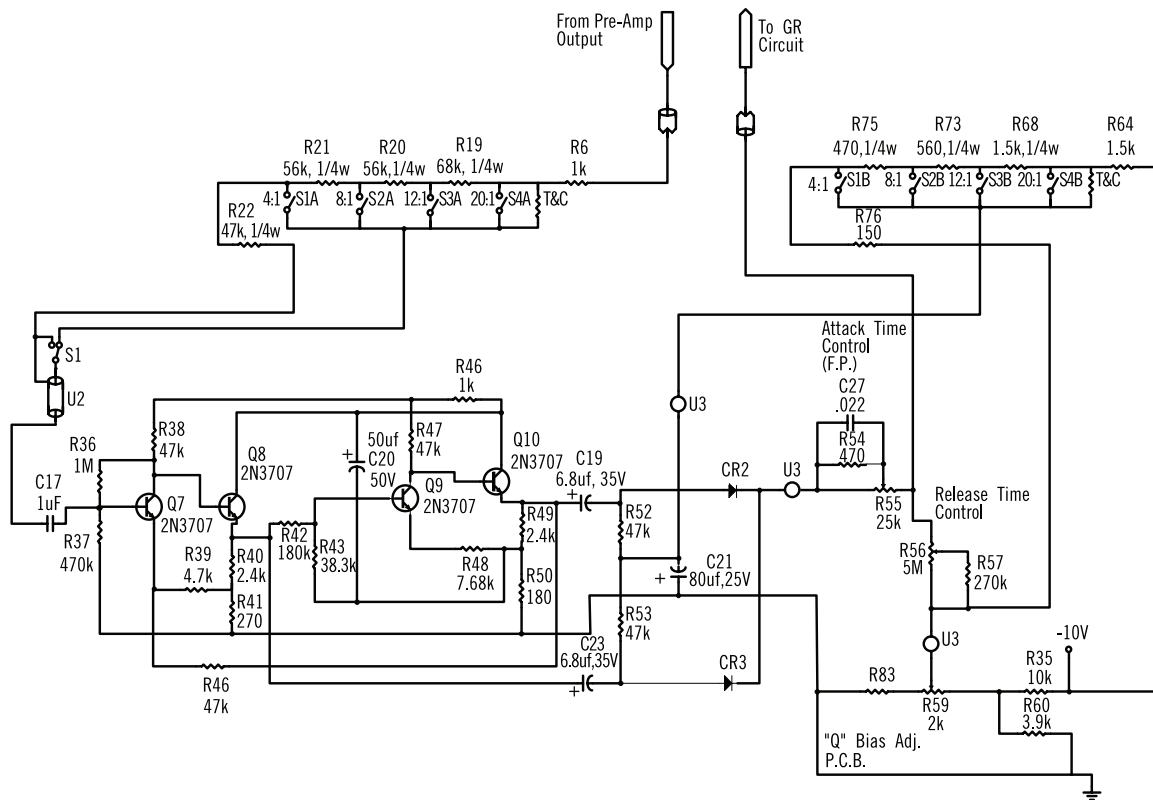 From Pre-Amp
Output
To GR
Circuit
R21
56k, 1/4w
R20
56k,1/4w
R19
68k, 1/4w
R6
1k
4:1
S1A
8:1
S2A
12:1
S3A
20:1
S4A
T&C
R22
47k, 1/4w
R75
470,1/4w
R73
560,1/4w
R68
1.5k,1/4w
R64
1.5k
4:1
S1B
8:1
S2B
12:1
S3B
20:1
S4B
T&C
R76
150
S1
U2
Attack Time
Control
(F.P.)
C27
.022
R54
470
U3
R46
1k
R36
1M
R38
47k
Q8
2N3707
50uf
C20
50V
R47
47k
Q10
2N3707
C19
6.8uf, 35V
+
+
CR2
U3
R55
25k
Release Time
Control
C17
1uF
Q7
2N3707
Q9
2N3707
R49
2.4k
R52
47k
R37
470k
R39
4.7k
R40
2.4k
R42
180k
R43
38.3k
R48
7.68k
R50
180
C21
80uf,25V
+
R56
5M
R57
270k
R41
270
R53
47k
C23
6.8uf,35V
+
CR3
U3
-10V
R46
47k
R83
R59
2k
R35
10k
R60
3.9k
"Q" Bias Adj.
P.C.B.